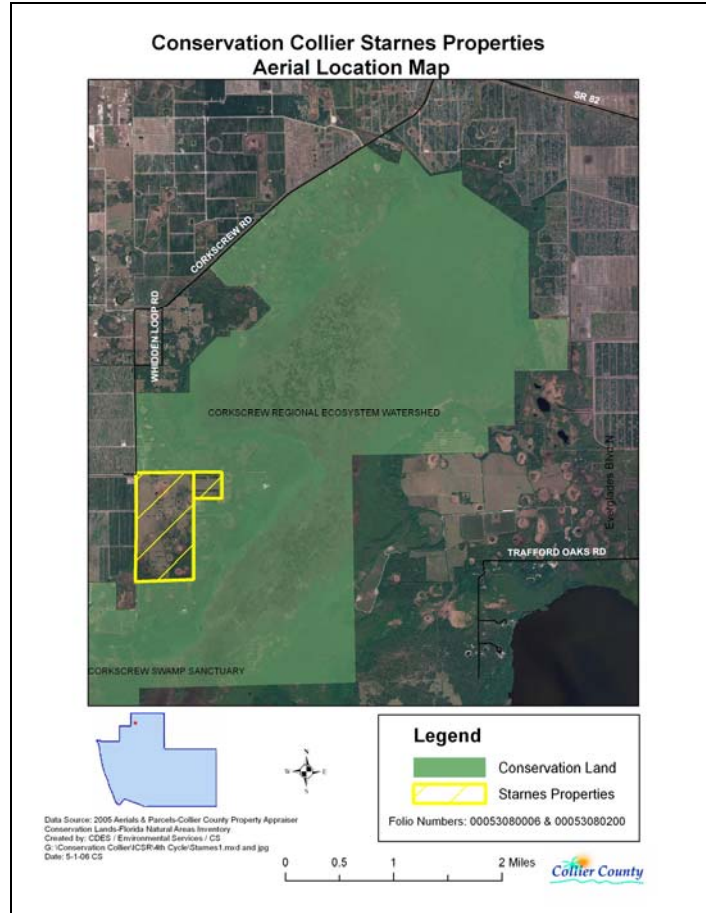 Conservation Collier Starnes Properties
Aerial Location Map
SR 82
CORKSCREW RD
WHIDDEN LOOP RD
CORKSCREW REGIONAL ECOSYSTEM WATERSHED
Everglades Blvd N
TRAFFORD OAKS RD
CORKSCREW SWAMP SANCTUARY
N
W E
S
Legend
Conservation Land
Starnes Properties
Folio Numbers: 00053080006 & 00053080200
Data Source: 2005 Aerials & Parcels-Collier County Property Appraiser
Conservation Lands-Florida Natural Areas Inventory
Created by: CDES / Environmental Services / CS
G: \Conservation Collier\ICSR\4th Cycle\Starnes1.mxd and jpg
Date: 5-1-06 CS
0 0.5 1 2 Miles
Collier County